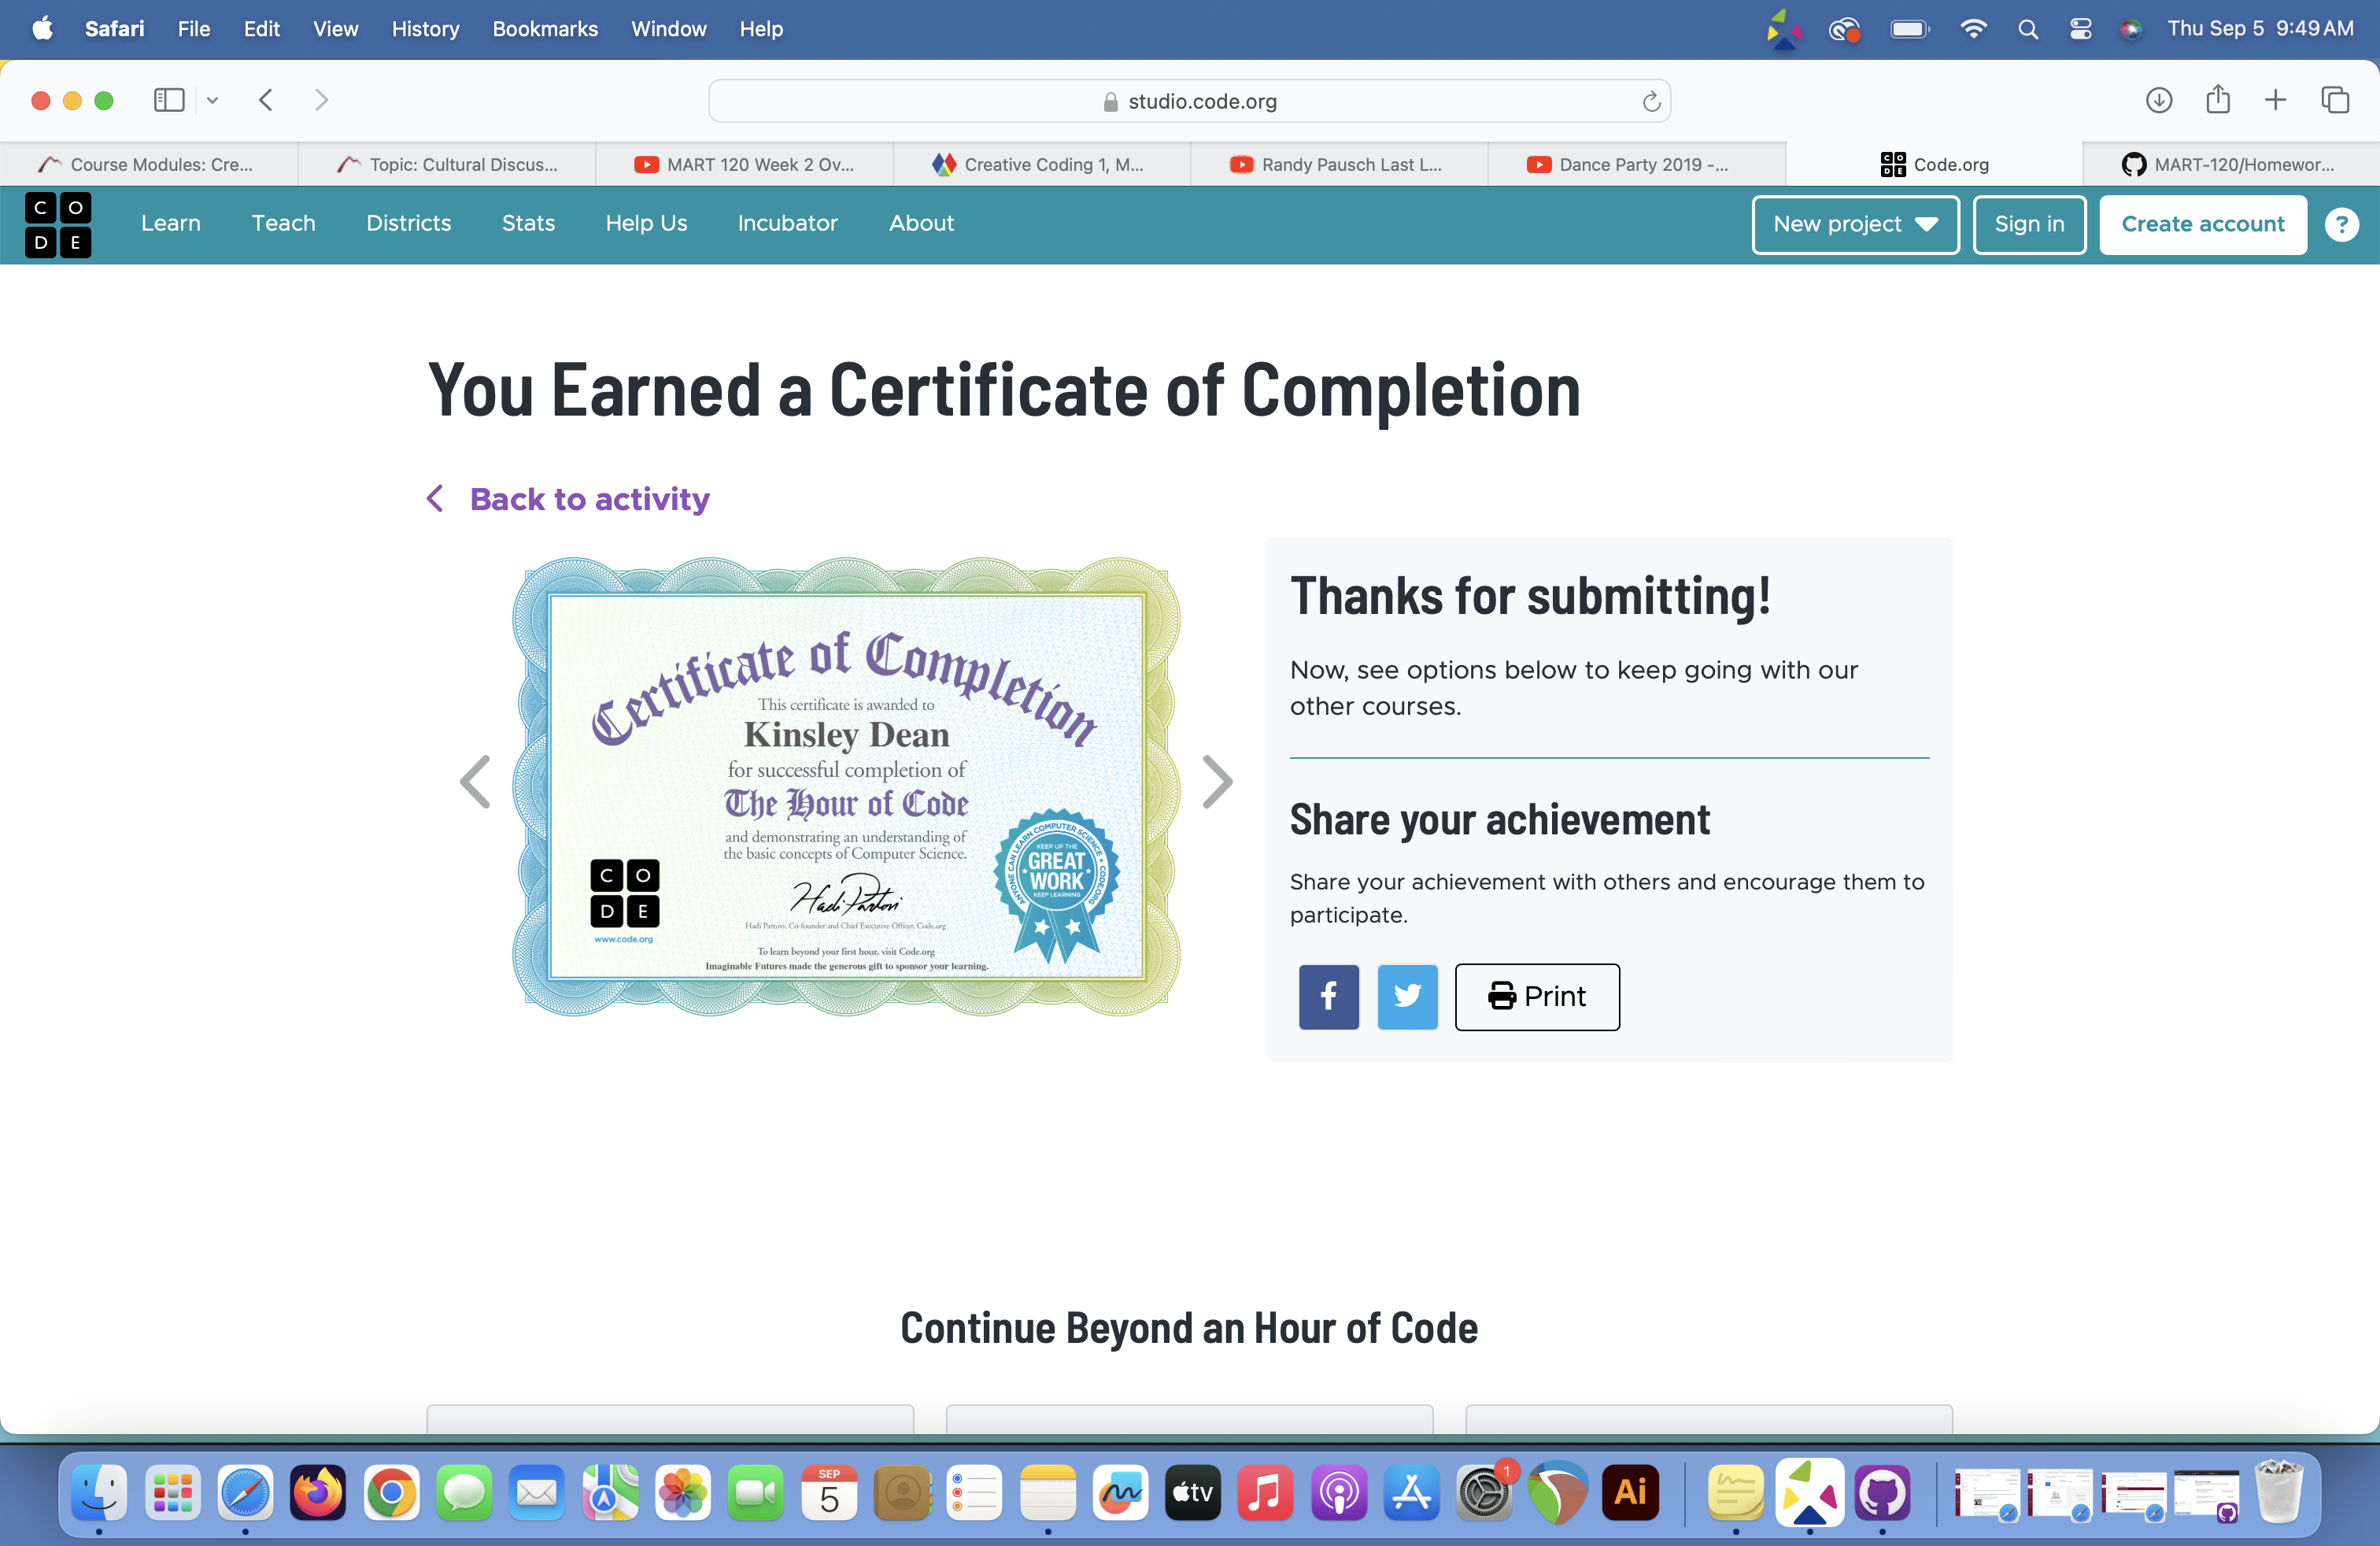 Safari File Edit View History Bookmarks Window Help Thu Sep 5 9:49 AM
studio.code.org
Course Modules: Cre... Topic: Cultural Discus... MART 120 Week 2 Ov... Creative Coding 1, M... Randy Pausch Last L... Dance Party 2019 -... Code.org MART-120/Homewor...
CODE Learn Teach Districts Stats Help Us Incubator About New project Sign in Create account ?
You Earned a Certificate of Completion
Back to activity
Certificate of Completion
This certificate is awarded to
Kinsley Dean
for successful completion of
The Hour of Code
and demonstrating an understanding of
the basic concepts of Computer Science.
CODE
www.code.org
Hadi Partovi
Hadi Partovi, Co-founder and Chief Executive Officer, Code.org
To learn beyond your first hour, visit Code.org
Imaginable Futures made the generous gift to sponsor your learning.
ANYONE CAN LEARN COMPUTER SCIENCE • CODE.ORG
KEEP UP THE
GREAT
WORK
KEEP LEARNING
Thanks for submitting!
Now, see options below to keep going with our
other courses.
Share your achievement
Share your achievement with others and encourage them to
participate.
Print
Continue Beyond an Hour of Code
SEP
5
tv
1
Ai